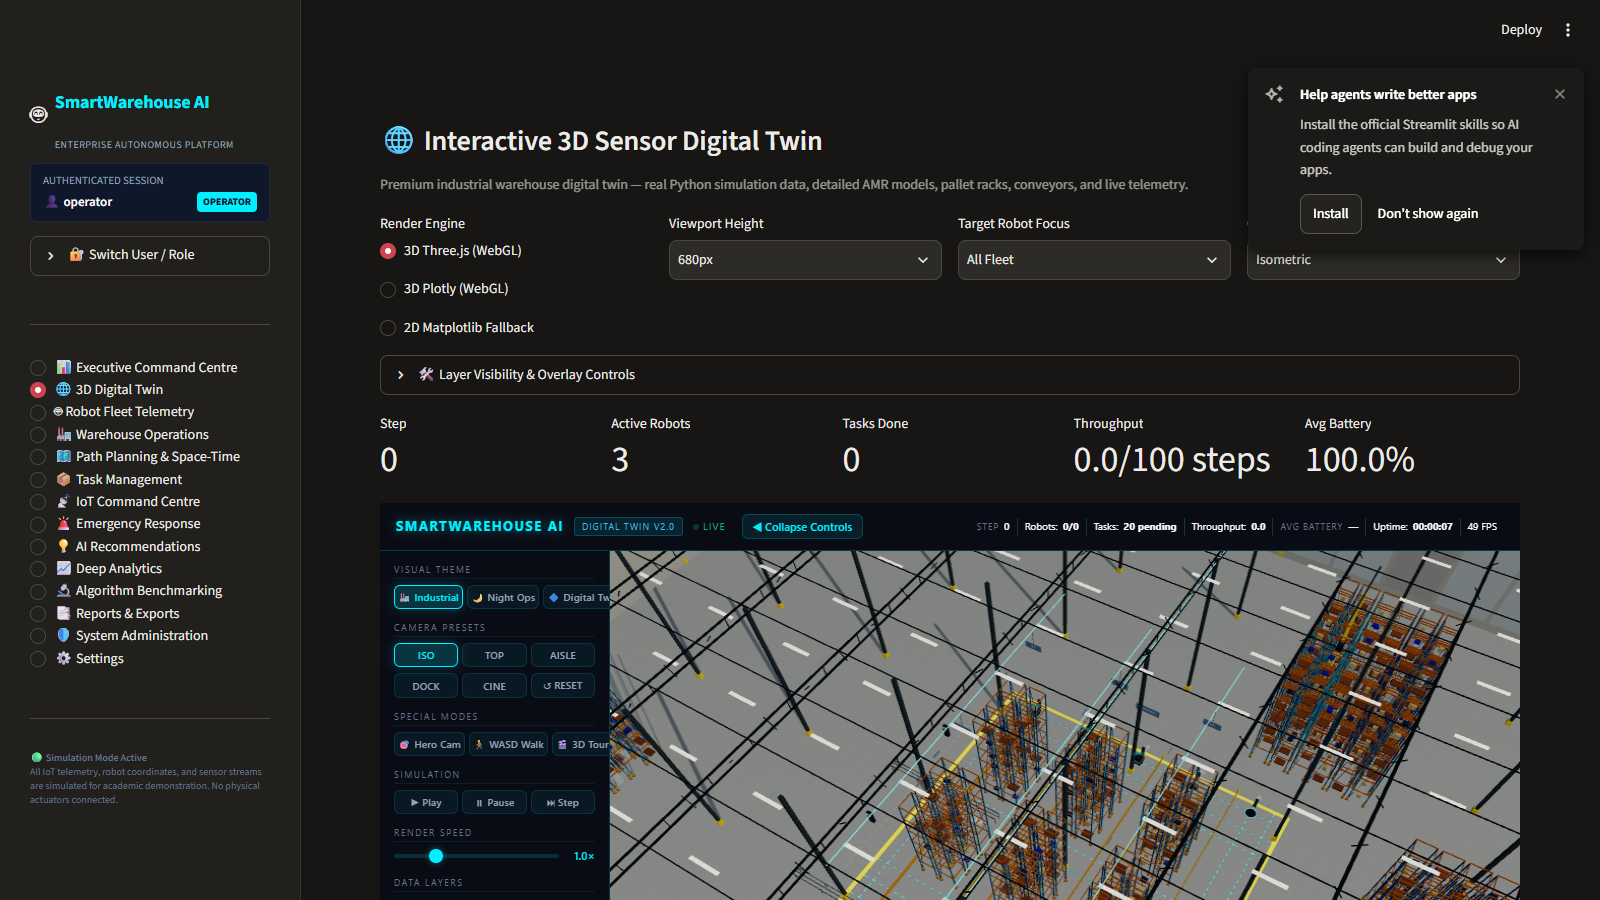 Deploy
SmartWarehouse AI
ENTERPRISE AUTONOMOUS PLATFORM
AUTHENTICATED SESSION
operator
OPERATOR
Switch User / Role
Executive Command Centre
3D Digital Twin
Robot Fleet Telemetry
Warehouse Operations
Path Planning & Space-Time
Task Management
IoT Command Centre
Emergency Response
AI Recommendations
Deep Analytics
Algorithm Benchmarking
Reports & Exports
System Administration
Settings
Simulation Mode Active
All IoT telemetry, robot coordinates, and sensor streams
are simulated for academic demonstration. No physical
actuators connected.
Help agents write better apps
Install the official Streamlit skills so AI
coding agents can build and debug your
apps.
Install
Don't show again
Interactive 3D Sensor Digital Twin
Premium industrial warehouse digital twin — real Python simulation data, detailed AMR models, pallet racks, conveyors, and live telemetry.
Render Engine
3D Three.js (WebGL)
3D Plotly (WebGL)
2D Matplotlib Fallback
Viewport Height
680px
Target Robot Focus
All Fleet
Isometric
Layer Visibility & Overlay Controls
Step
0
Active Robots
3
Tasks Done
0
Throughput
0.0/100 steps
Avg Battery
100.0%
SMARTWAREHOUSE AI
DIGITAL TWIN V2.0
LIVE
◀ Collapse Controls
STEP 0
Robots: 0/0
Tasks: 20 pending
Throughput: 0.0
AVG BATTERY —
Uptime: 00:00:07
49 FPS
VISUAL THEME
Industrial
Night Ops
Digital Tw
CAMERA PRESETS
ISO
TOP
AISLE
DOCK
CINE
↺ RESET
SPECIAL MODES
Hero Cam
WASD Walk
3D Tour
SIMULATION
▶ Play
⏸ Pause
⏭ Step
RENDER SPEED
1.0×
DATA LAYERS